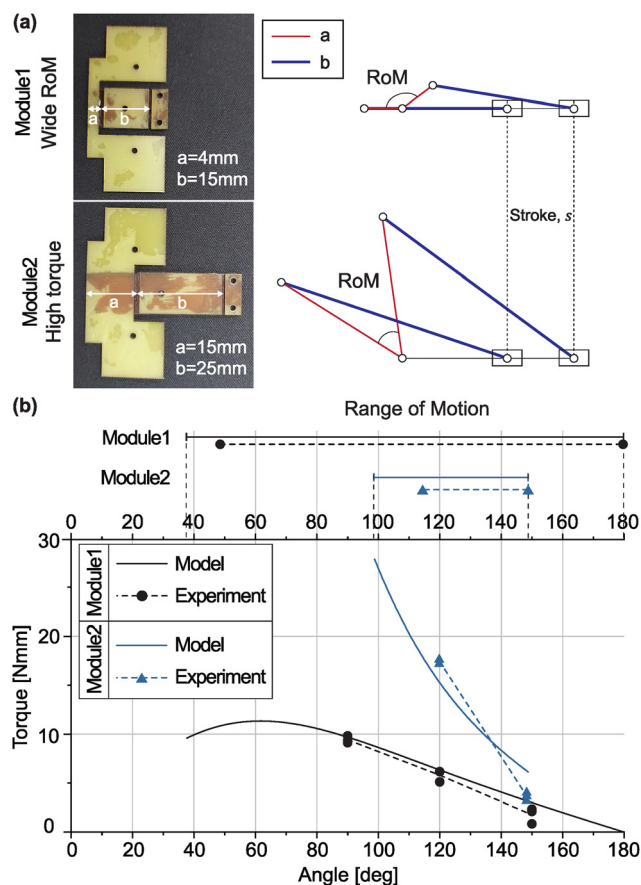 (a)
Module1
Wide RoM
a
b
a=4mm
b=15mm
Module2
High torque
a
b
a=15mm
b=25mm
a
b
RoM
Stroke, s
RoM
(b)
Range of Motion
Module1
Module2
0 20 40 60 80 100 120 140 160 180
Torque [Nmm]
30
20
10
0
Module1
Model
Experiment
Module2
Model
Experiment
0 20 40 60 80 100 120 140 160 180
Angle [deg]